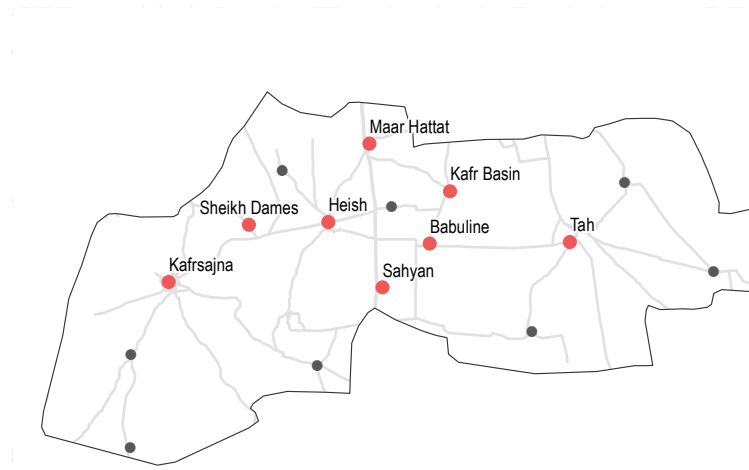 Maar Hattat
Kafr Basin
Sheikh Dames
Heish
Babuline
Tah
Kafrsajna
Sahyan